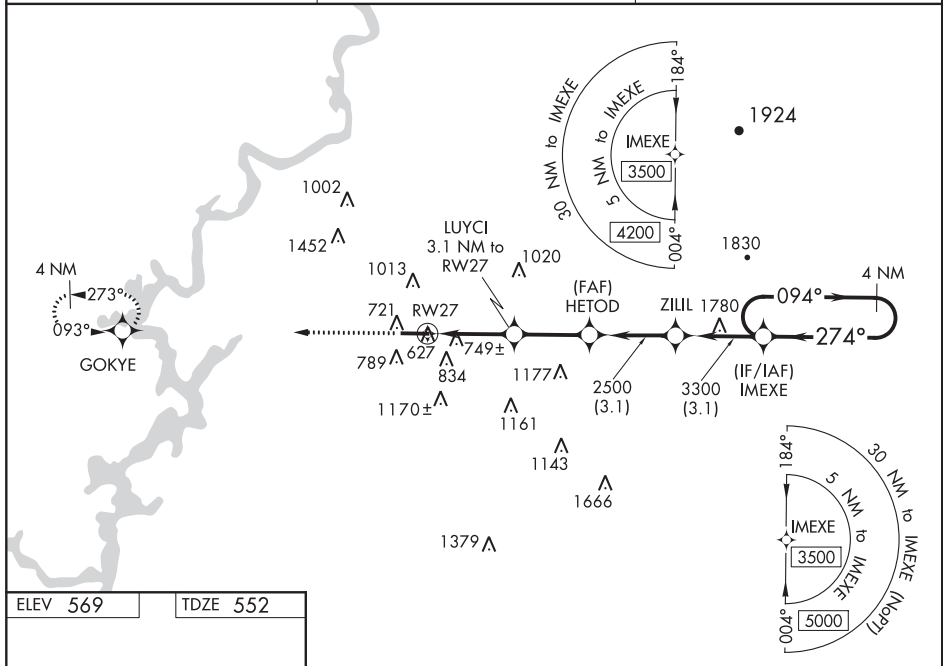 184°
30 NM to IMEXE
5 NM to IMEXE
IMEXE
3500
4200
004°
1924
1830
1002
1452
LUYCI
3.1 NM to
RW27
1020
1013
(FAF)
HETOD
ZILIL
1780
4 NM
094°
274°
(IF/IAF)
IMEXE
4 NM
273°
093°
GOKYE
721
RW27
627
749±
789
834
1177
2500
(3.1)
3300
(3.1)
1170±
1161
1143
1666
1379
184°
30 NM to IMEXE (NoPT)
5 NM to IMEXE
IMEXE
3500
5000
004°
ELEV 569
TDZE 552